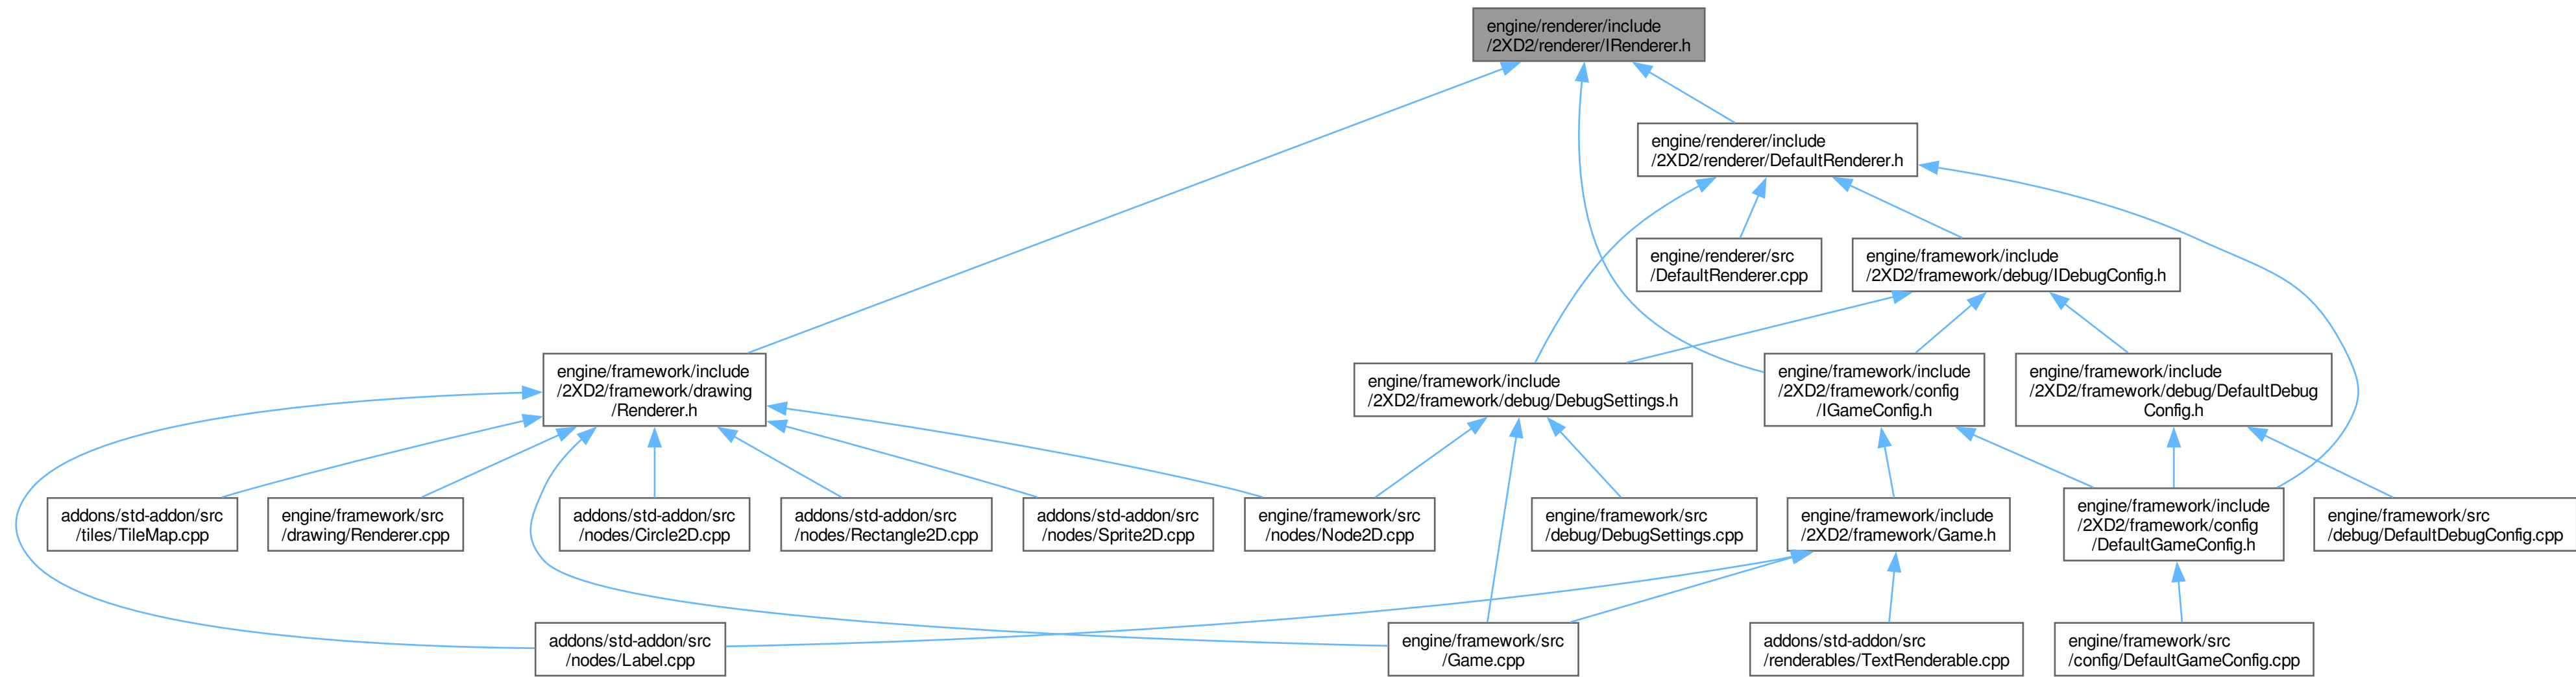 engine/renderer/include
/2XD2/renderer/IRenderer.h
engine/renderer/include
/2XD2/renderer/DefaultRenderer.h
engine/renderer/src
/DefaultRenderer.cpp
engine/framework/include
/2XD2/framework/debug/IDebugConfig.h
engine/framework/include
/2XD2/framework/drawing
/Renderer.h
engine/framework/include
/2XD2/framework/debug/DebugSettings.h
engine/framework/include
/2XD2/framework/config
/IGameConfig.h
engine/framework/include
/2XD2/framework/debug/DefaultDebug
Config.h
addons/std-addon/src
/tiles/TileMap.cpp
engine/framework/src
/drawing/Renderer.cpp
addons/std-addon/src
/nodes/Circle2D.cpp
addons/std-addon/src
/nodes/Rectangle2D.cpp
addons/std-addon/src
/nodes/Sprite2D.cpp
engine/framework/src
/nodes/Node2D.cpp
engine/framework/src
/debug/DebugSettings.cpp
engine/framework/include
/2XD2/framework/Game.h
engine/framework/include
/2XD2/framework/config
/DefaultGameConfig.h
engine/framework/src
/debug/DefaultDebugConfig.cpp
addons/std-addon/src
/nodes/Label.cpp
engine/framework/src
/Game.cpp
addons/std-addon/src
/renderables/TextRenderable.cpp
engine/framework/src
/config/DefaultGameConfig.cpp